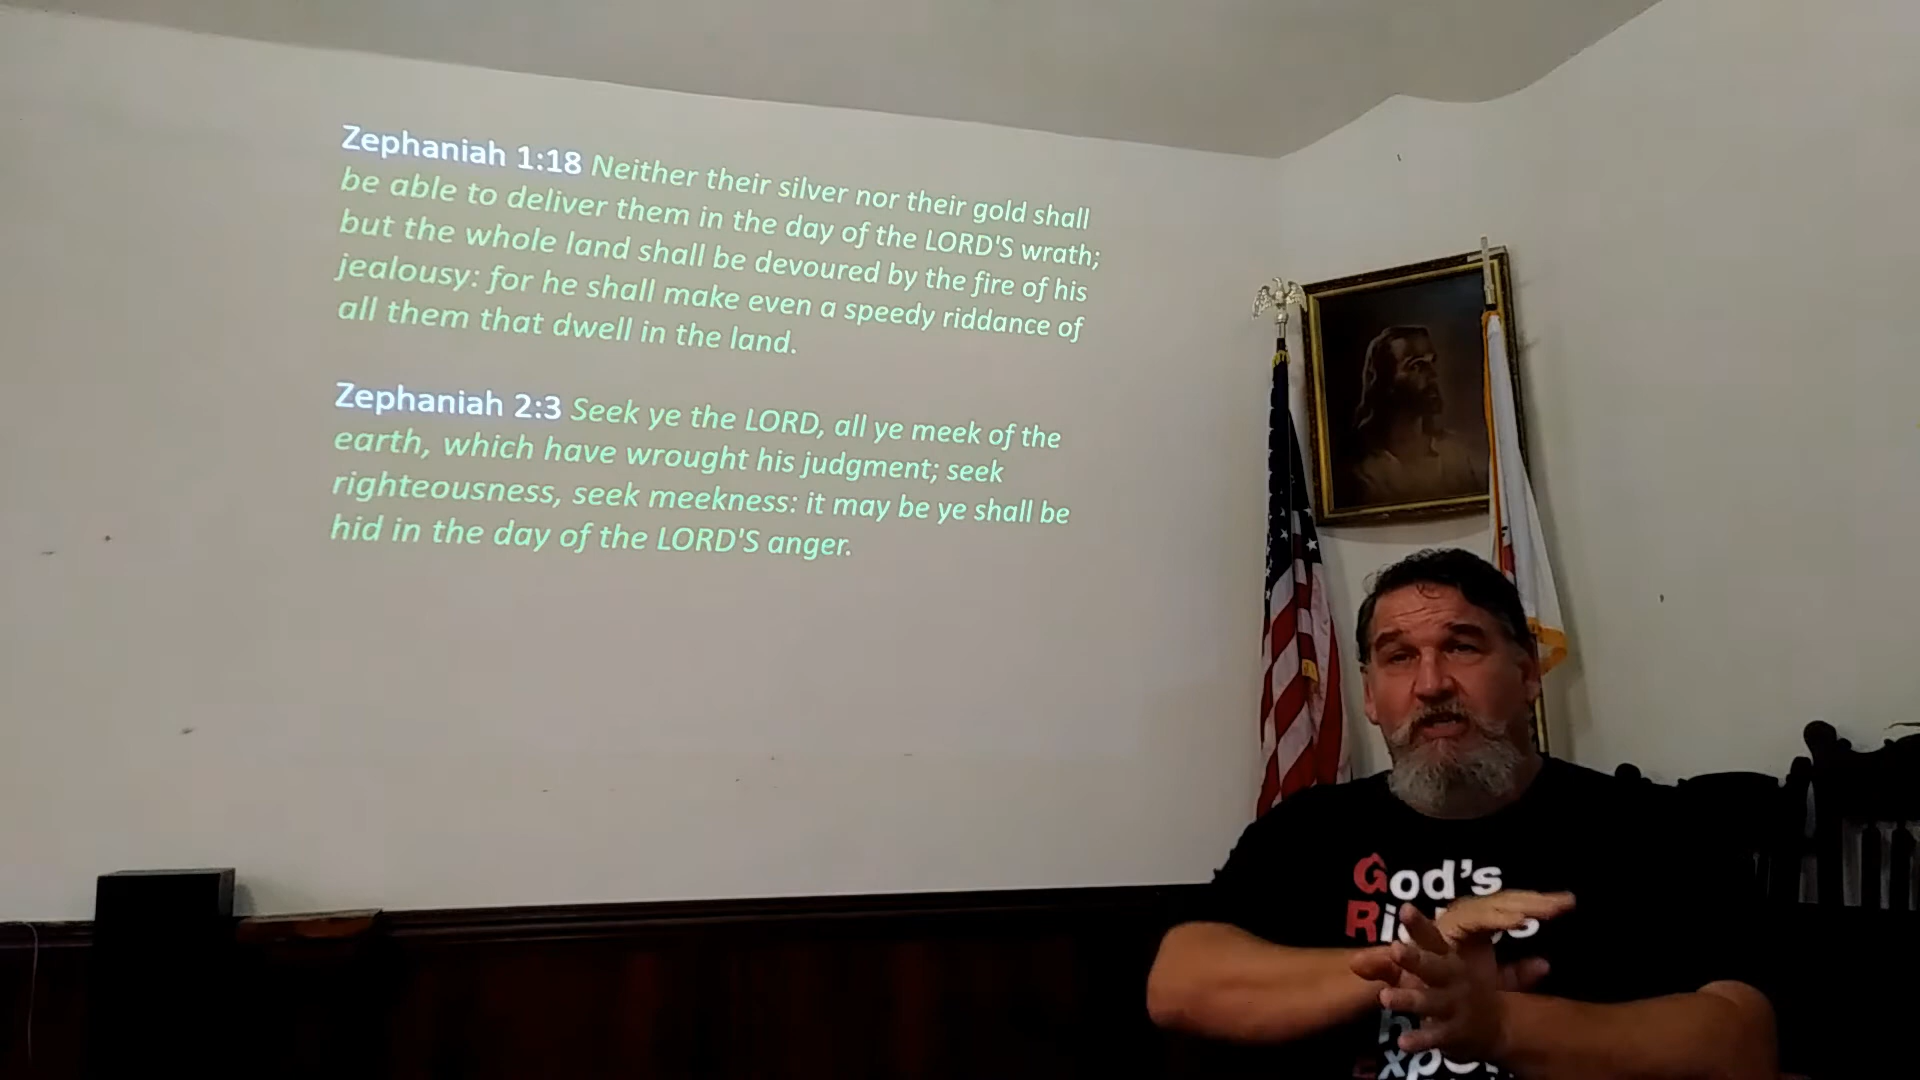 Zephaniah 1:18 Neither their silver nor their gold shall
be able to deliver them in the day of the LORD'S wrath;
but the whole land shall be devoured by the fire of his
jealousy: for he shall make even a speedy riddance of
all them that dwell in the land.
Zephaniah 2:3 Seek ye the LORD, all ye meek of the
earth, which have wrought his judgment; seek
righteousness, seek meekness: it may be ye shall be
hid in the day of the LORD'S anger.
God's